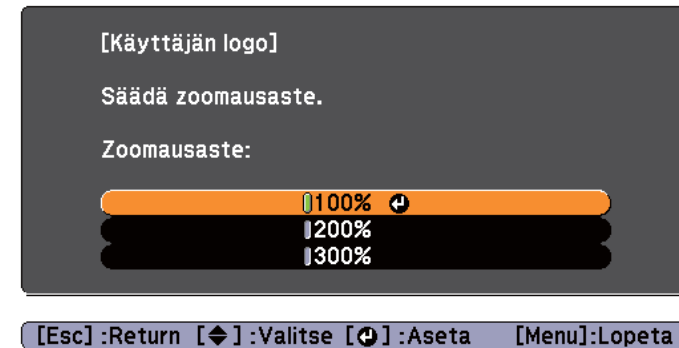 [Käyttäjän logo]
Säädä zoomausaste.
Zoomausaste:
100%
200%
300%
[Esc] :Return [◆] :Valitse [↵] :Aseta [Menu]:Lopeta